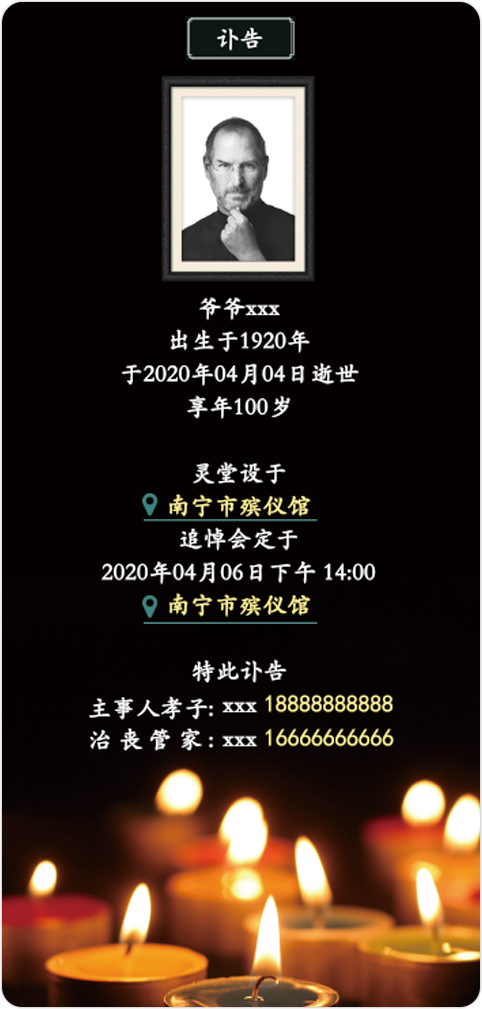 讣告
爷爷xxx
出生于1920年
于2020年04月04日逝世
享年100岁
灵堂设于
南宁市殡仪馆
追悼会定于
2020年04月06日下午 14:00
南宁市殡仪馆
特此讣告
主事人孝子: xxx 18888888888
治丧管家: xxx 16666666666